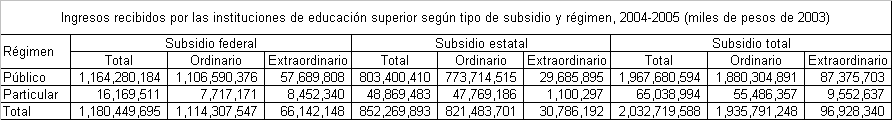 Ingresos recibidos por las instituciones de educación superior según tipo de subsidio y régimen, 2004-2005 (miles de pesos de 2003)
Régimen Subsidio federal Subsidio estatal Subsidio total
Total Ordinario Extraordinario Total Ordinario Extraordinario Total Ordinario Extraordinario
Público 1,164,280,184 1,106,590,376 57,689,808 803,400,410 773,714,515 29,685,895 1,967,680,594 1,880,304,891 87,375,703
Particular 16,169,511 7,717,171 8,452,340 48,869,483 47,769,186 1,100,297 65,038,994 55,486,357 9,552,637
Total 1,180,449,695 1,114,307,547 66,142,148 852,269,893 821,483,701 30,786,192 2,032,719,588 1,935,791,248 96,928,340